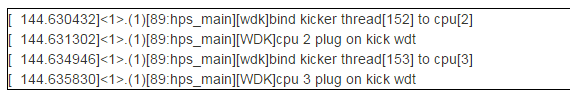 [  144.630432]<1>.(1)[89:hps_main][wdk]bind kicker thread[152] to cpu[2]
[  144.631302]<1>.(1)[89:hps_main][WDK]cpu 2 plug on kick wdt
[  144.634946]<1>.(1)[89:hps_main][wdk]bind kicker thread[153] to cpu[3]
[  144.635830]<1>.(1)[89:hps_main][WDK]cpu 3 plug on kick wdt